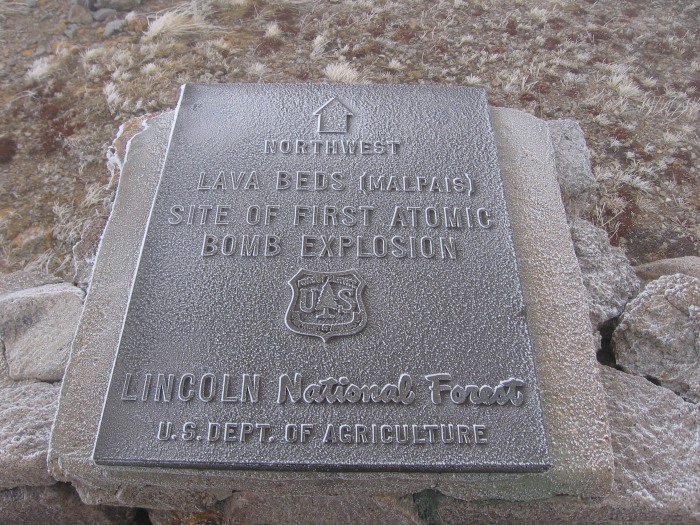 NORTHWEST
LAVA BEDS (MALPAIS)
SITE OF FIRST ATOMIC
BOMB EXPLOSION
U S
LINCOLN National Forest
U.S. DEPT. OF AGRICULTURE